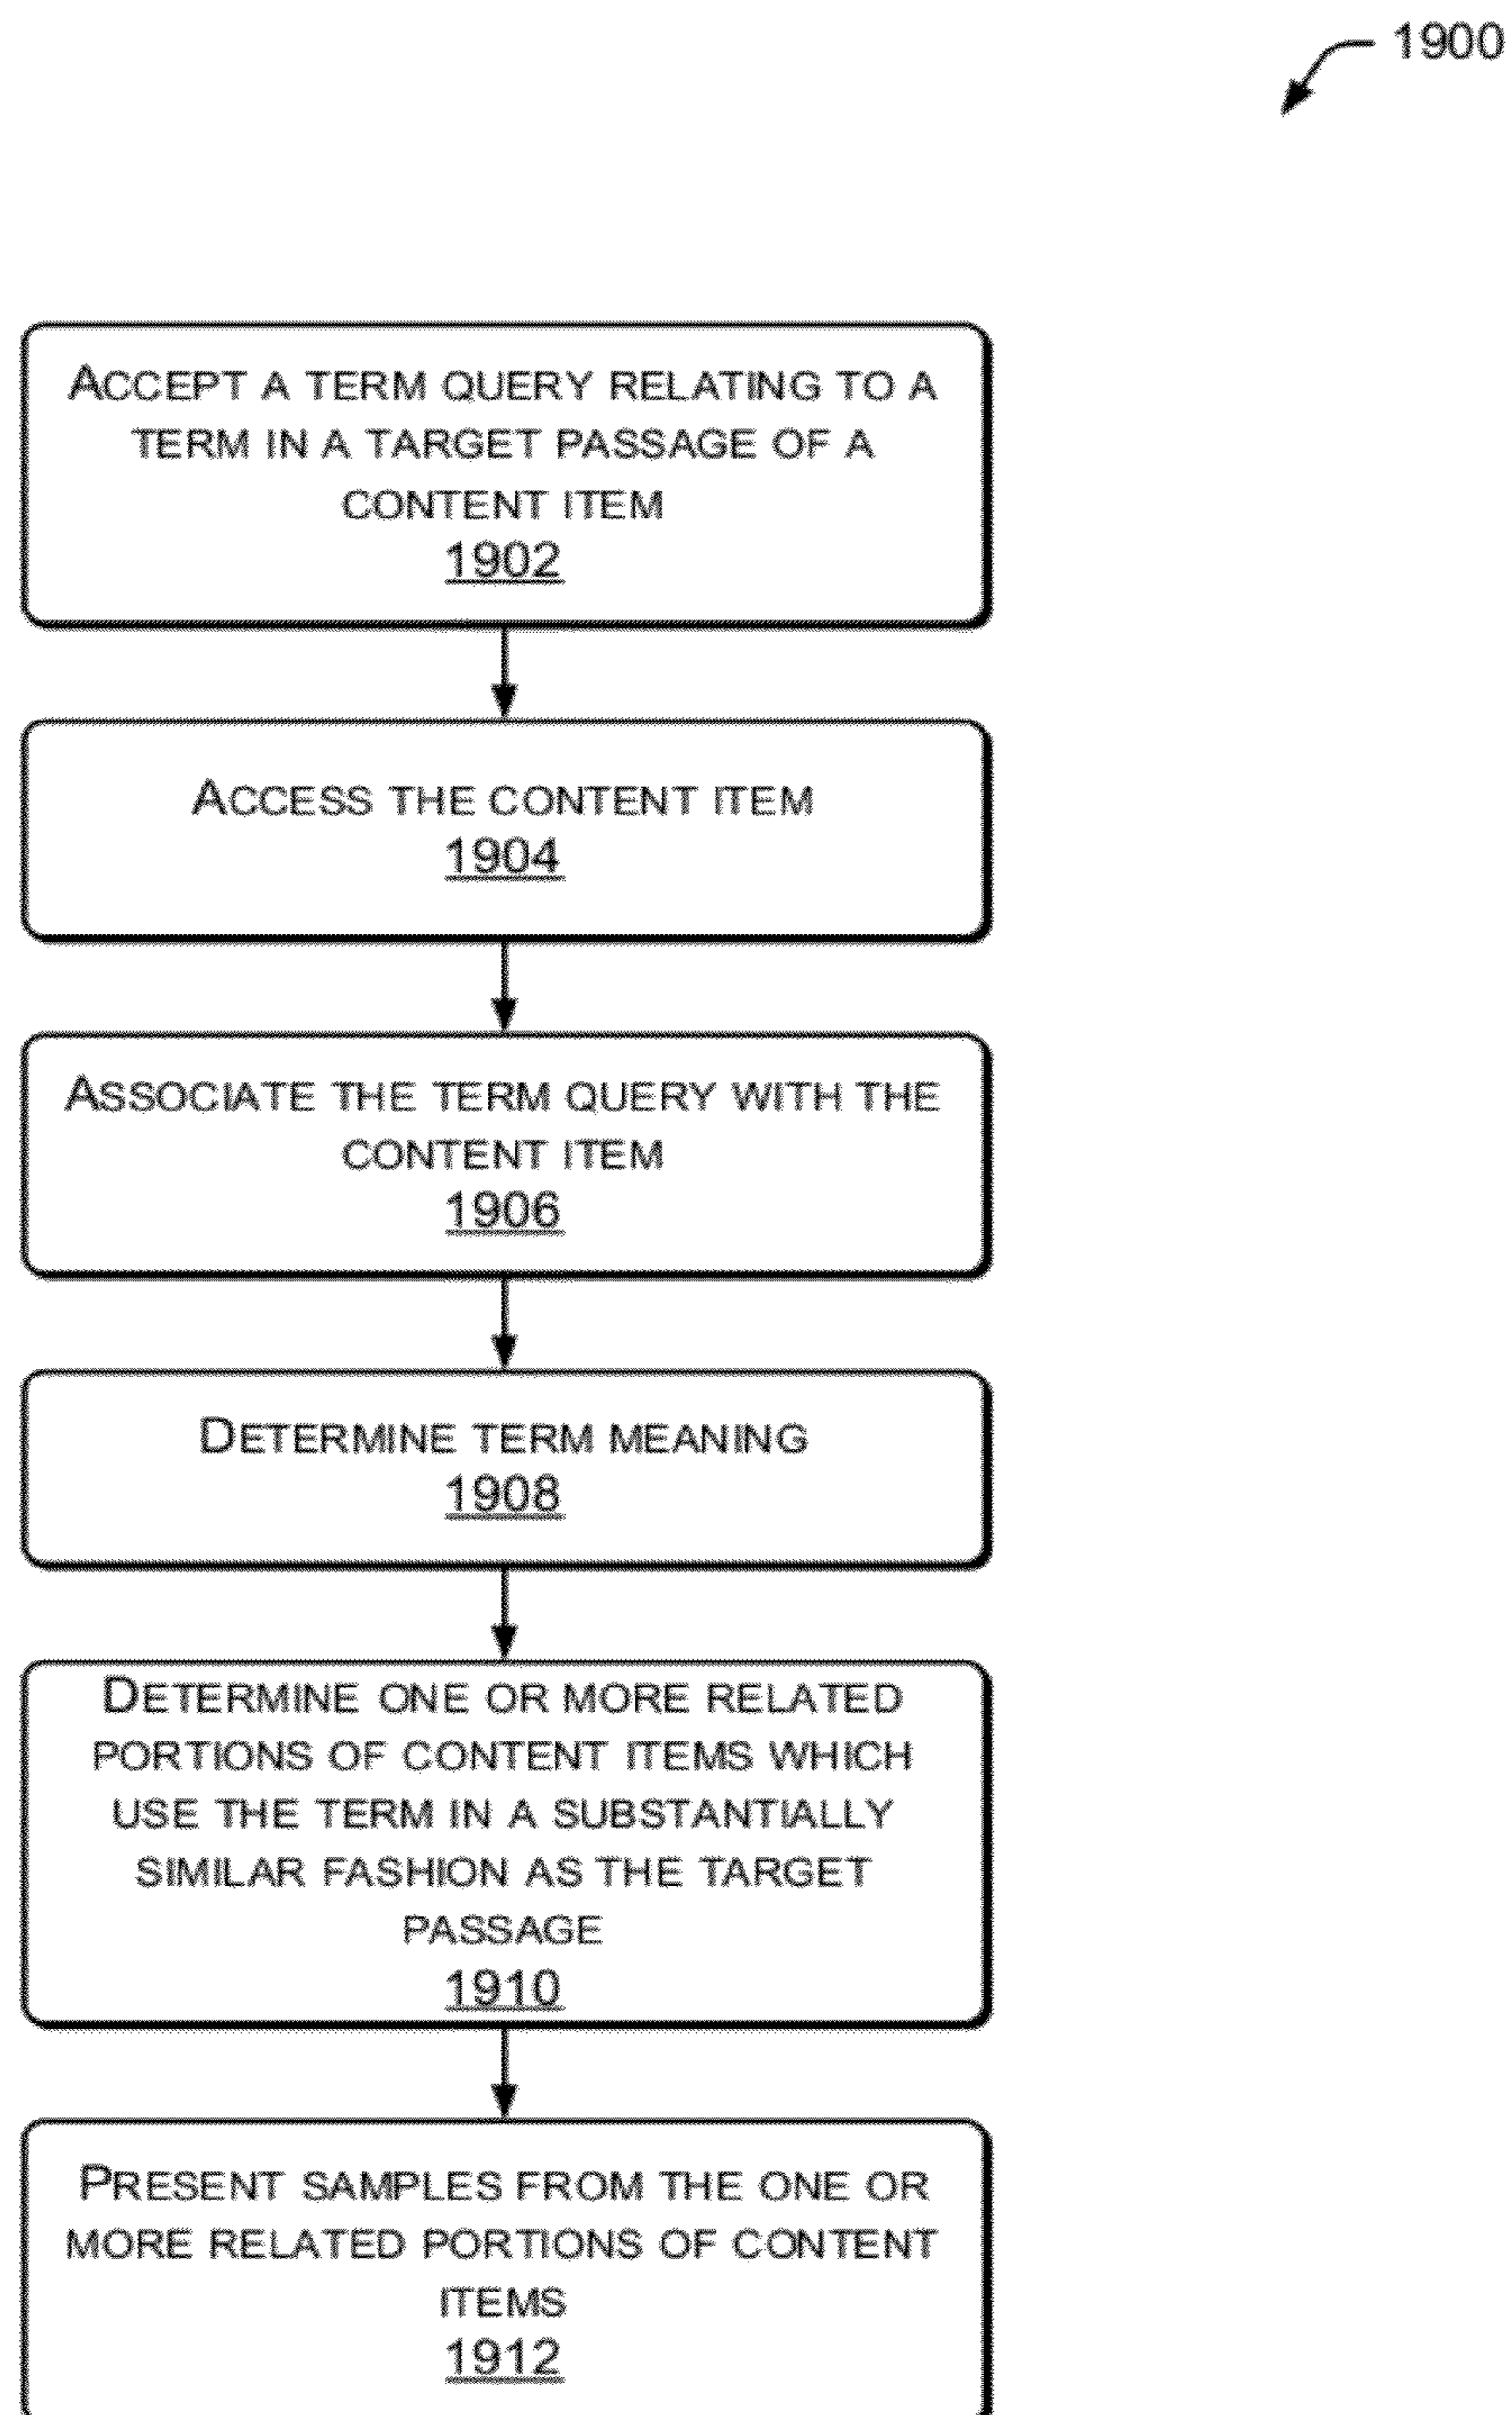 1900
ACCEPT A TERM QUERY RELATING TO A
TERM IN A TARGET PASSAGE OF A
CONTENT ITEM
1902
ACCESS THE CONTENT ITEM
1904
ASSOCIATE THE TERM QUERY WITH THE
CONTENT ITEM
1906
DETERMINE TERM MEANING
1908
DETERMINE ONE OR MORE RELATED
PORTIONS OF CONTENT ITEMS WHICH
USE THE TERM IN A SUBSTANTIALLY
SIMILAR FASHION AS THE TARGET
PASSAGE
1910
PRESENT SAMPLES FROM THE ONE OR
MORE RELATED PORTIONS OF CONTENT
ITEMS
1912